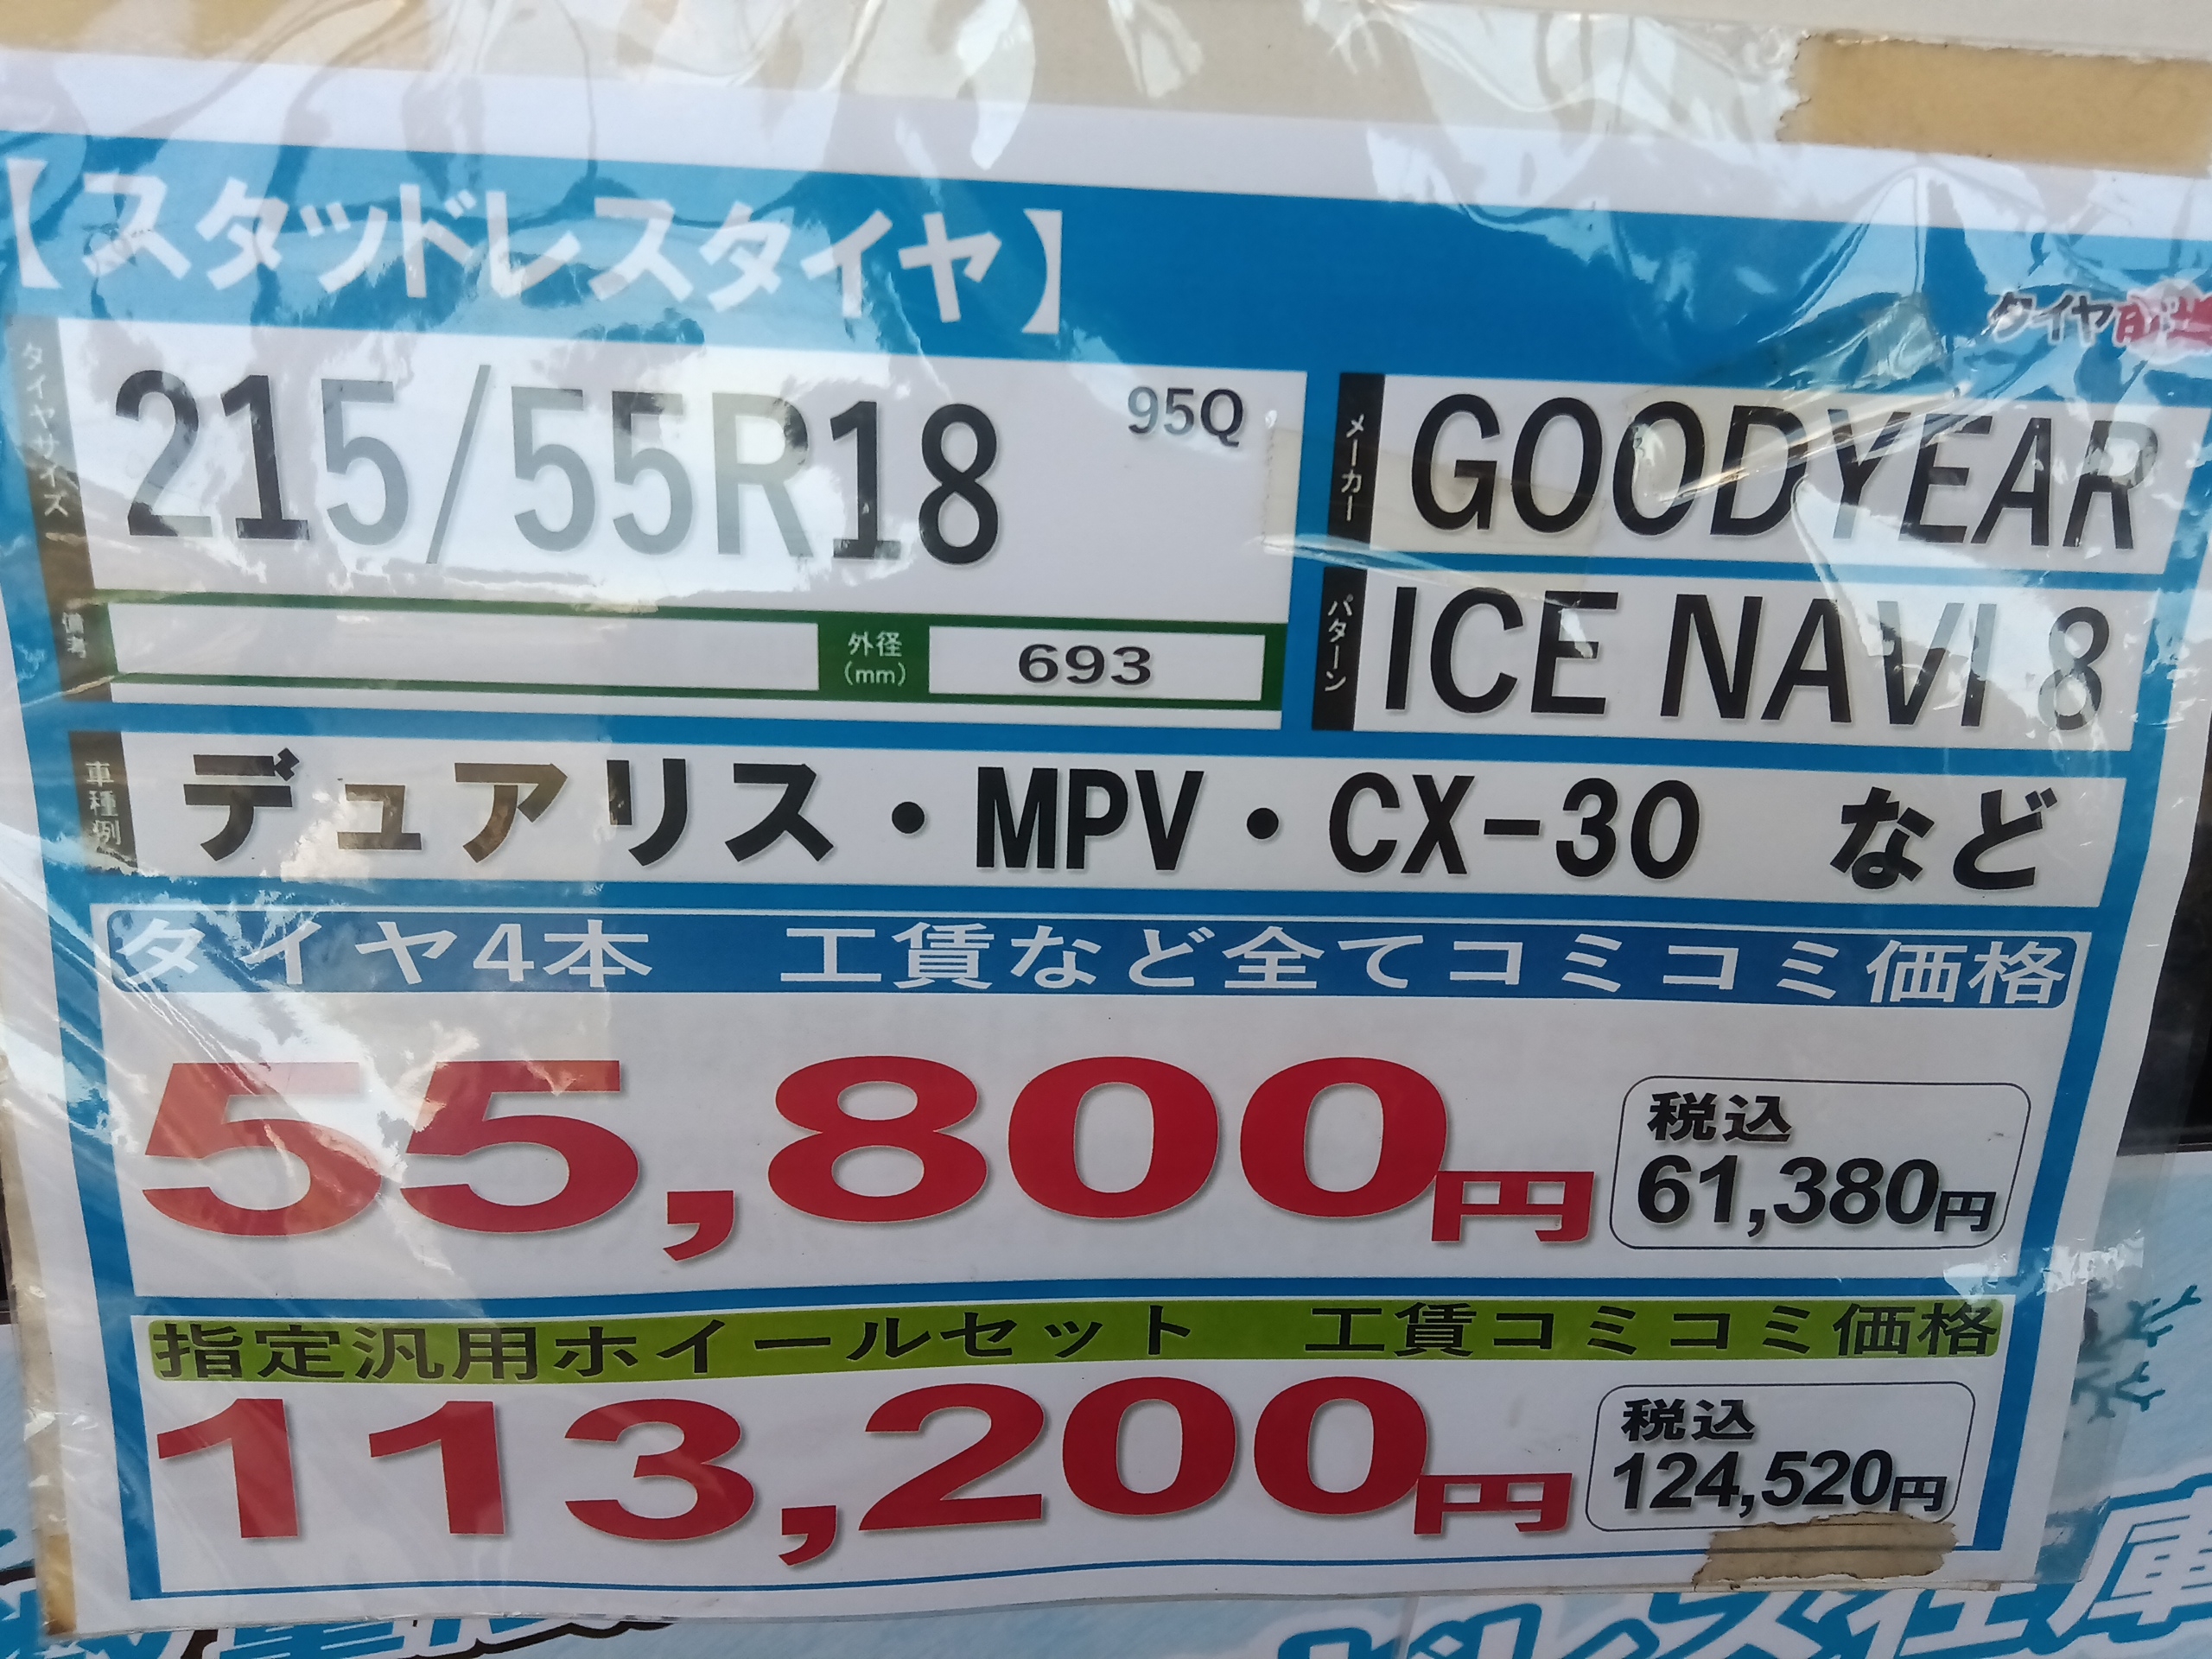 【スタッドレスタイヤ】
タイヤ
タイヤサイズ
215/55R18 95Q
メーカー
GOODYEAR
備考
外径
(mm)
693
パターン
ICE NAVI 8
車種例
デュアリス・MPV・CX-30 など
タイヤ4本 工賃など全てコミコミ価格
55,800円
税込
61,380円
指定汎用ホイールセット 工賃コミコミ価格
113,200円
税込
124,520円